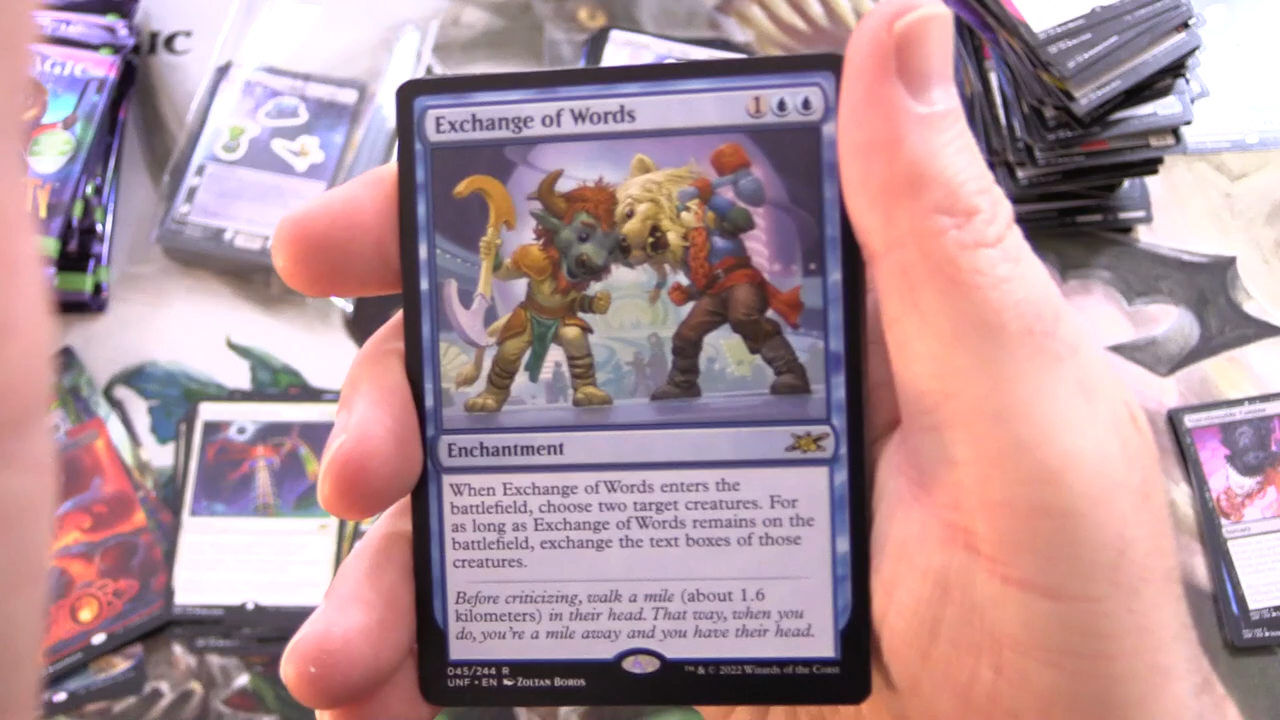 AGIC
IC
Exchange of Words
1
Enchantment
When Exchange of Words enters the
battlefield, choose two target creatures. For
as long as Exchange of Words remains on the
battlefield, exchange the text boxes of those
creatures.
Before criticizing, walk a mile (about 1.6
kilometers) in their head. That way, when you
do, you're a mile away and you have their head.
045/244 R
UNF • EN ZOLTAN BOROS
™ & © 2022 Wizards of the Coast